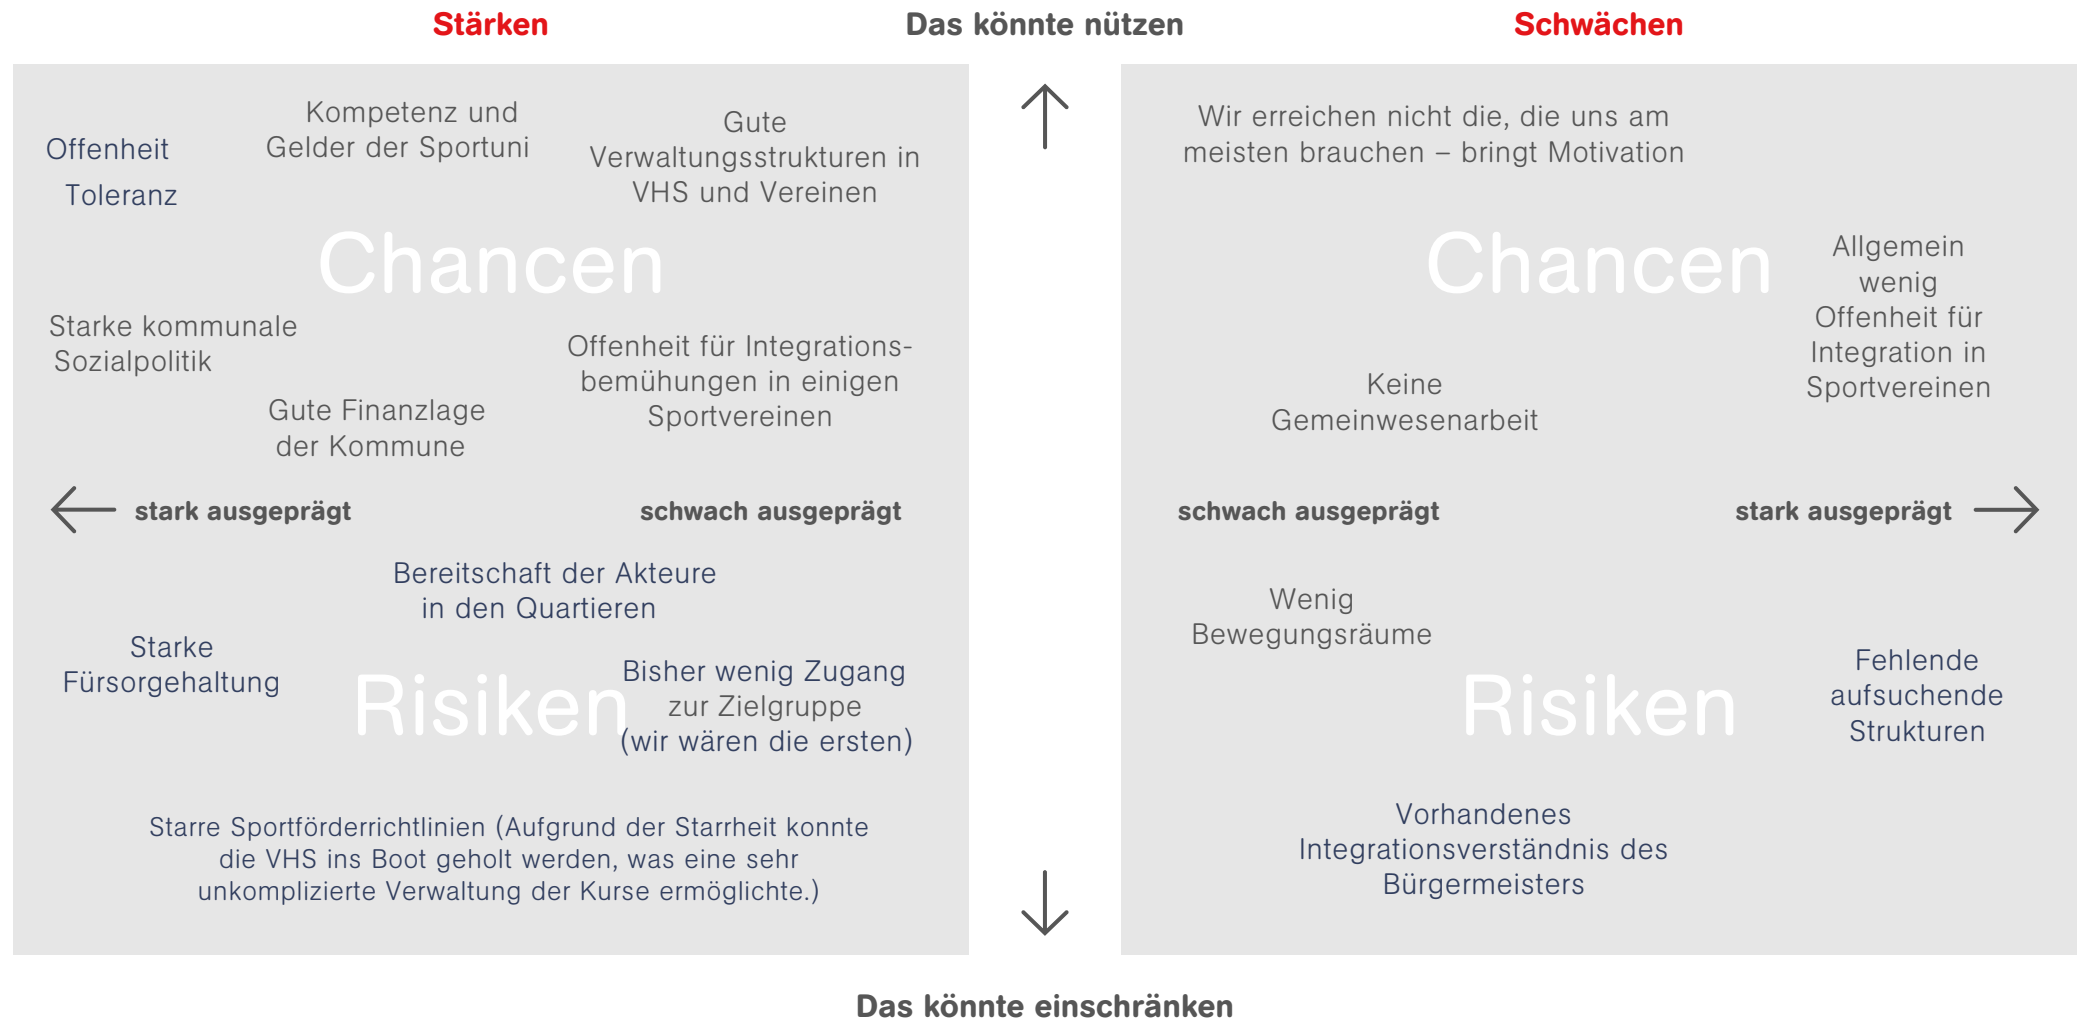 Stärken
Das könnte nützen
Schwächen
Offenheit
Toleranz
Kompetenz und
Gelder der Sportuni
Gute
Verwaltungsstrukturen in
VHS und Vereinen
Chancen
Starke kommunale
Sozialpolitik
Gute Finanzlage
der Kommune
Offenheit für Integrations-
bemühungen in einigen
Sportvereinen
stark ausgeprägt
schwach ausgeprägt
Bereitschaft der Akteure
in den Quartieren
Starke
Fürsorgehaltung
Risiken
Bisher wenig Zugang
zur Zielgruppe
(wir wären die ersten)
Starre Sportförderrichtlinien (Aufgrund der Starrheit konnte
die VHS ins Boot geholt werden, was eine sehr
unkomplizierte Verwaltung der Kurse ermöglichte.)
Wir erreichen nicht die, die uns am
meisten brauchen – bringt Motivation
Chancen
Allgemein
wenig
Offenheit für
Integration in
Sportvereinen
Keine
Gemeinwesenarbeit
schwach ausgeprägt
stark ausgeprägt
Wenig
Bewegungsräume
Risiken
Fehlende
aufsuchende
Strukturen
Vorhandenes
Integrationsverständnis des
Bürgermeisters
Das könnte einschränken